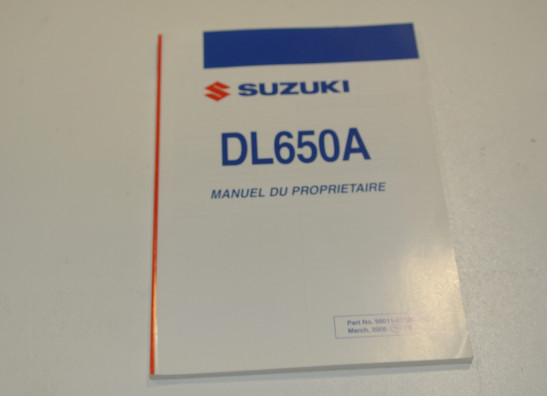 SUZUKI
DL650A
MANUEL DU PROPRIETAIRE
Part No.
March,